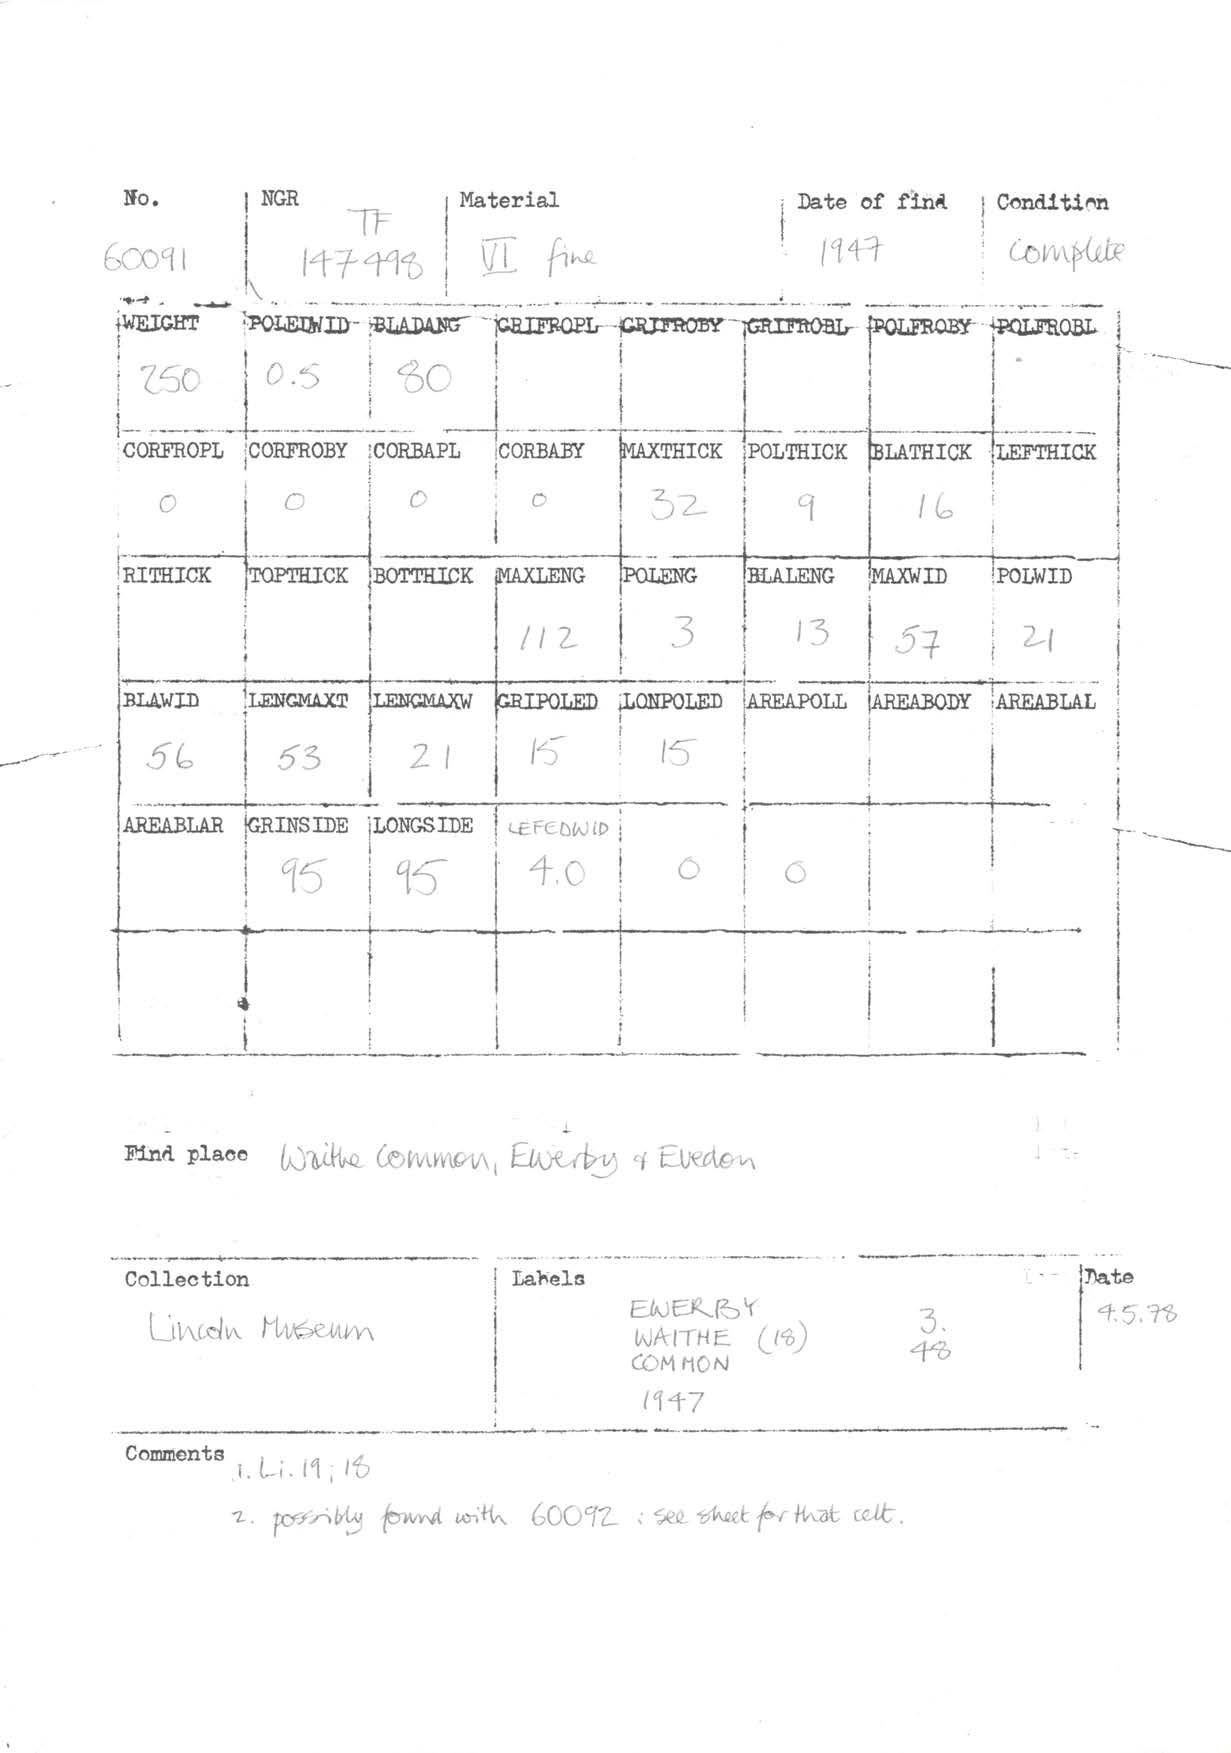 No. NGR Material Date of find Condition
TF
60091 147498 VI fine 1947 complete
WEIGHT POLEDWID BLADANG GRIFROPL GRIFROBY GRIFROBL POLFROBY POLFROBL
250 0.5 80
CORFROPL CORFROBY CORBAPL CORBABY MAXTHICK POLTHICK BLATHICK LEFTHICK
0 0 0 0 32 9 16
RITHICK TOPTHICK BOTTHICK MAXLENG POLENG BLALENG MAXWID POLWID
112 3 13 57 21
BLAWID LENGMAXT LENGMAXW GRIPOLED LONPOLED AREAPOLL AREABODY AREABLAL
56 53 21 15 15
AREABLAR GRINSIDE LONGSIDE LEFEDWID
95 95 4.0 0 0
Find place Waithe Common, Ewerby & Evedon
Collection Labels Date
Lincoln Museum EWERBY 3. 4.5.78
WAITHE (18) 48
COMMON
1947
Comments 1. Li. 19; 18
2. possibly found with 60092 : see sheet for that celt.